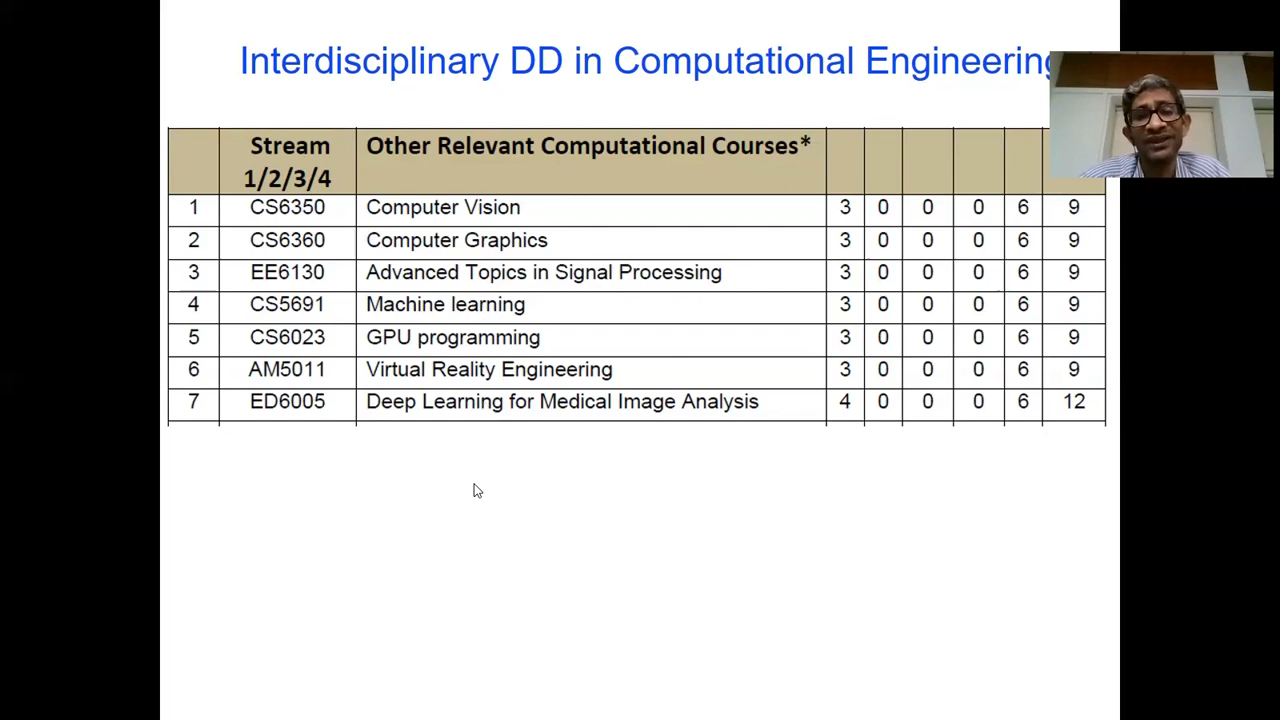 Interdisciplinary DD in Computational Engineering
Stream 1/2/3/4 Other Relevant Computational Courses*
1 CS6350 Computer Vision 3 0 0 0 6 9
2 CS6360 Computer Graphics 3 0 0 0 6 9
3 EE6130 Advanced Topics in Signal Processing 3 0 0 0 6 9
4 CS5691 Machine learning 3 0 0 0 6 9
5 CS6023 GPU programming 3 0 0 0 6 9
6 AM5011 Virtual Reality Engineering 3 0 0 0 6 9
7 ED6005 Deep Learning for Medical Image Analysis 4 0 0 0 6 12